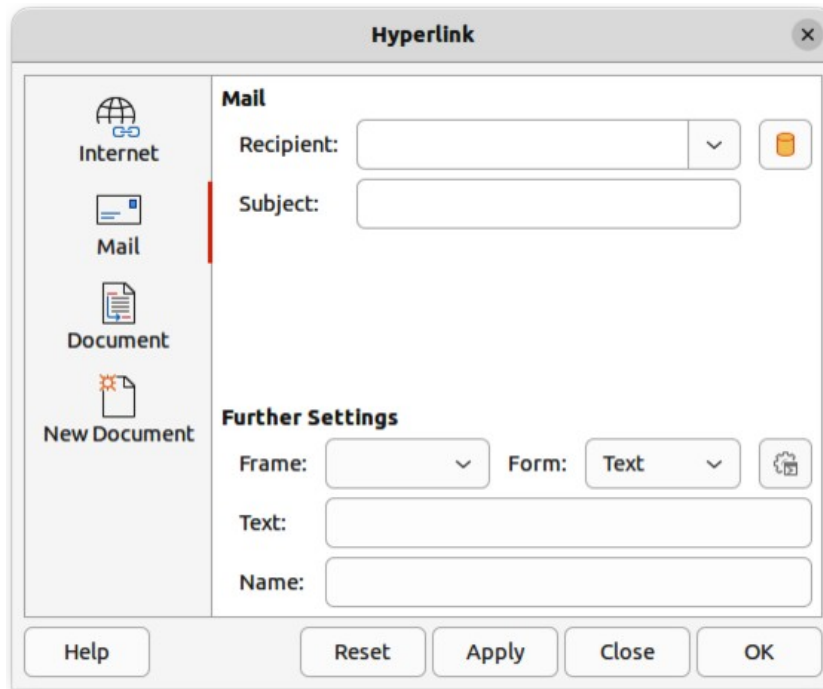 Hyperlink
Internet
Mail
Document
New Document
Mail
Recipient:
Subject:
Further Settings
Frame: Form: Text
Text:
Name:
Help Reset Apply Close OK